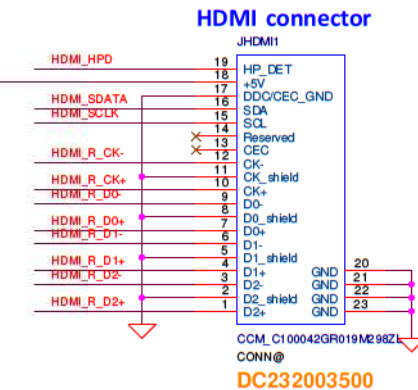 HDMI connector
JHDMI1
HDMI_HPD 19 HP_DET
18 +5V
17 DDC/CEC_GND
HDMI_SDATA 16 SDA
HDMI_SCLK 15 SCL
14 Reserved
13 CEC
HDMI_R_CK- 12 CK-
11 CK_shield
HDMI_R_CK+ 10 CK+
HDMI_R_D0- 9 D0-
8 D0_shield
HDMI_R_D0+ 7 D0+
HDMI_R_D1- 6 D1-
5 D1_shield
HDMI_R_D1+ 4 D1+ GND 20
HDMI_R_D2- 3 D2- GND 21
2 D2_shield GND 22
HDMI_R_D2+ 1 D2+ GND 23
CCM_C100042GR019M298ZL
CONN@
DC232003500